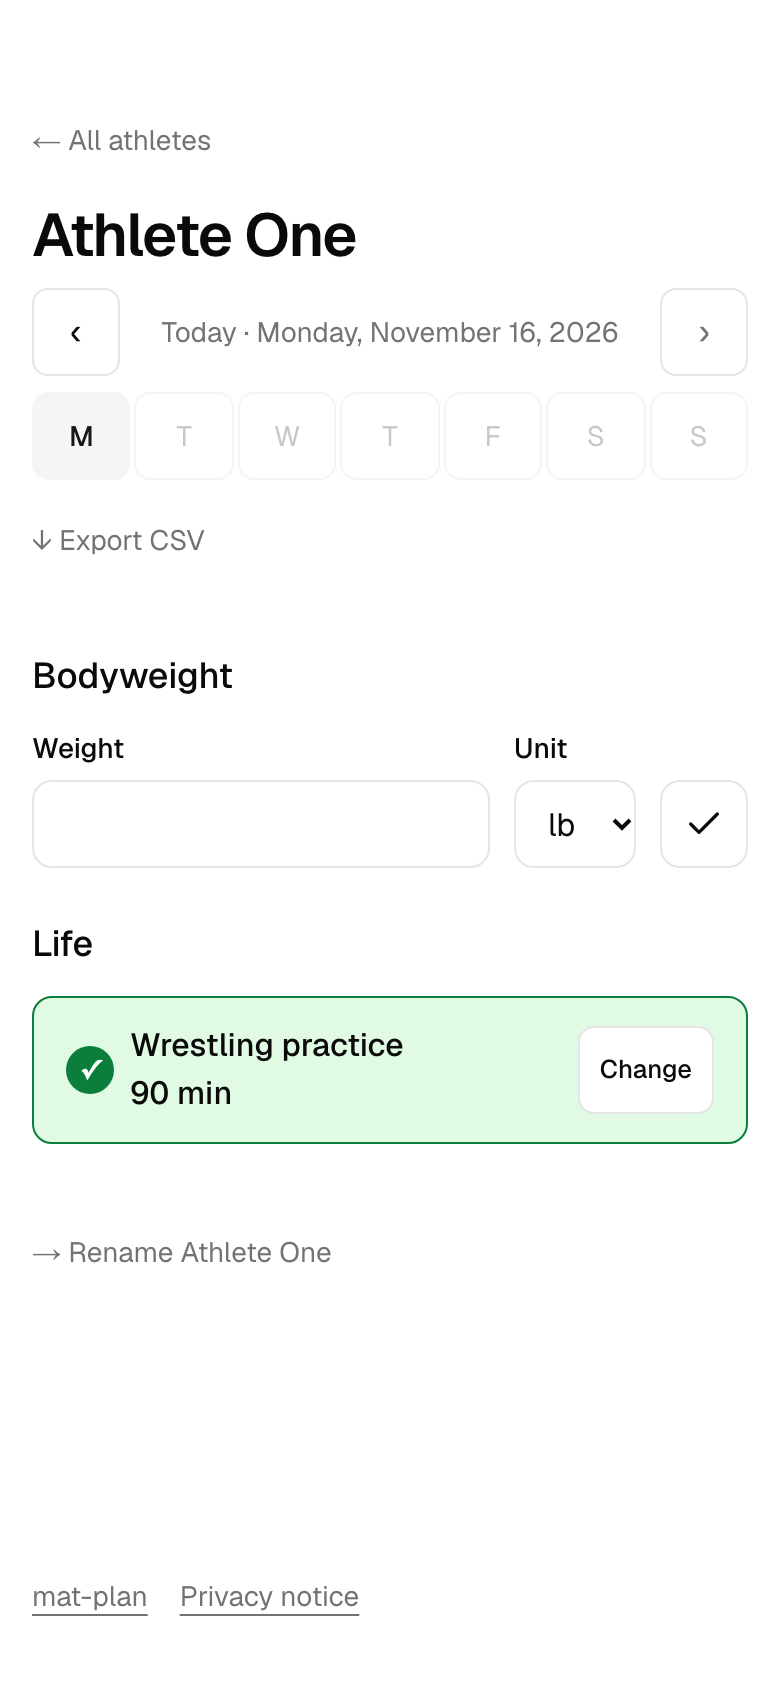 ← All athletes
Athlete One
‹ Today · Monday, November 16, 2026 ›
M T W T F S S
↓ Export CSV
Bodyweight
Weight Unit
lb
Life
Wrestling practice
90 min
Change
→ Rename Athlete One
mat-plan Privacy notice